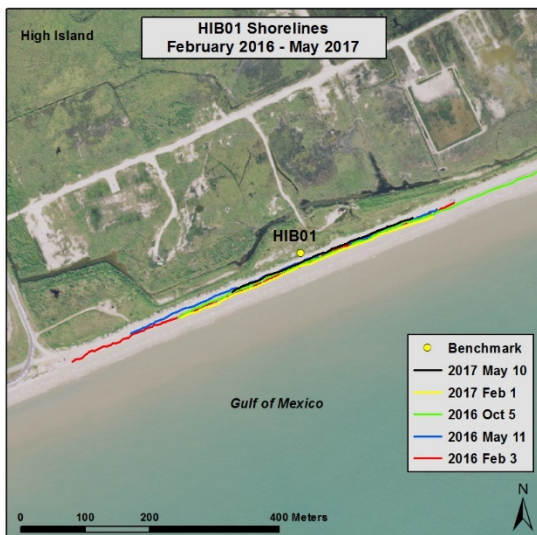 HIB01 Shorelines
February 2016 - May 2017
High Island
HIB01
Gulf of Mexico
Benchmark
2017 May 10
2017 Feb 1
2016 Oct 5
2016 May 11
2016 Feb 3
0 100 200 400 Meters
N